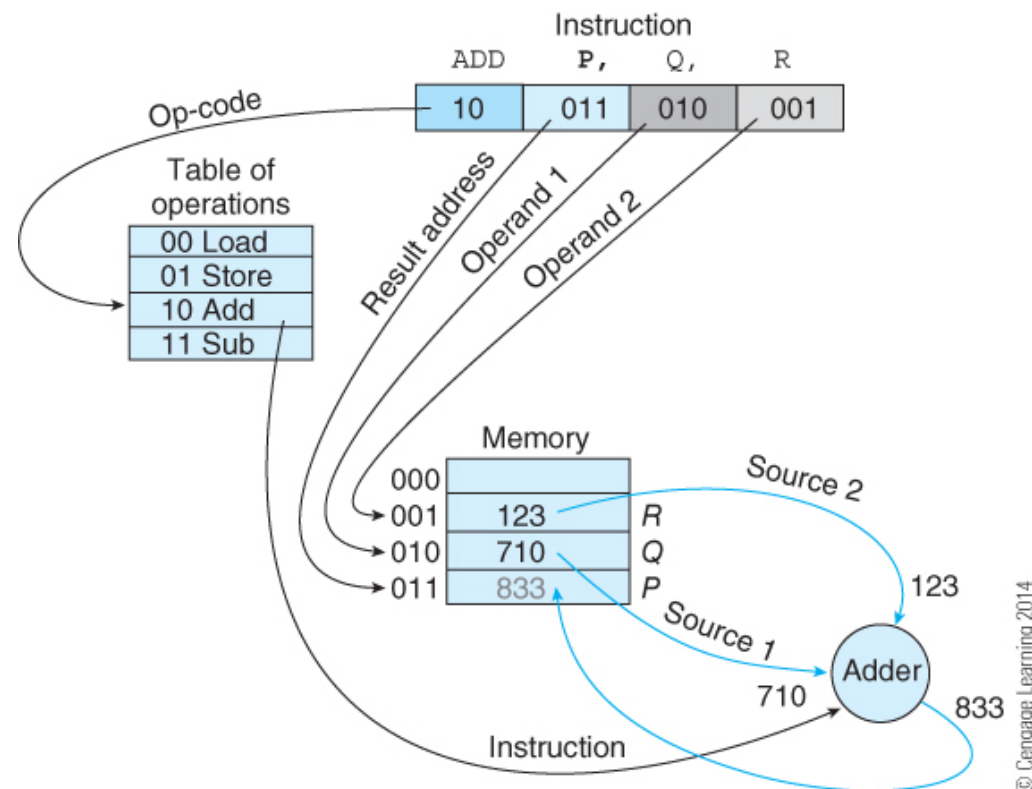 Instruction
ADD P, Q, R
10 011 010 001
Op-code
Result address
Operand 1
Operand 2
Table of
operations
00 Load
01 Store
10 Add
11 Sub
Memory
000
001 123 R
010 710 Q
011 833 P
Source 2
123
Source 1
710
Adder
833
Instruction
© Cengage Learning 2014